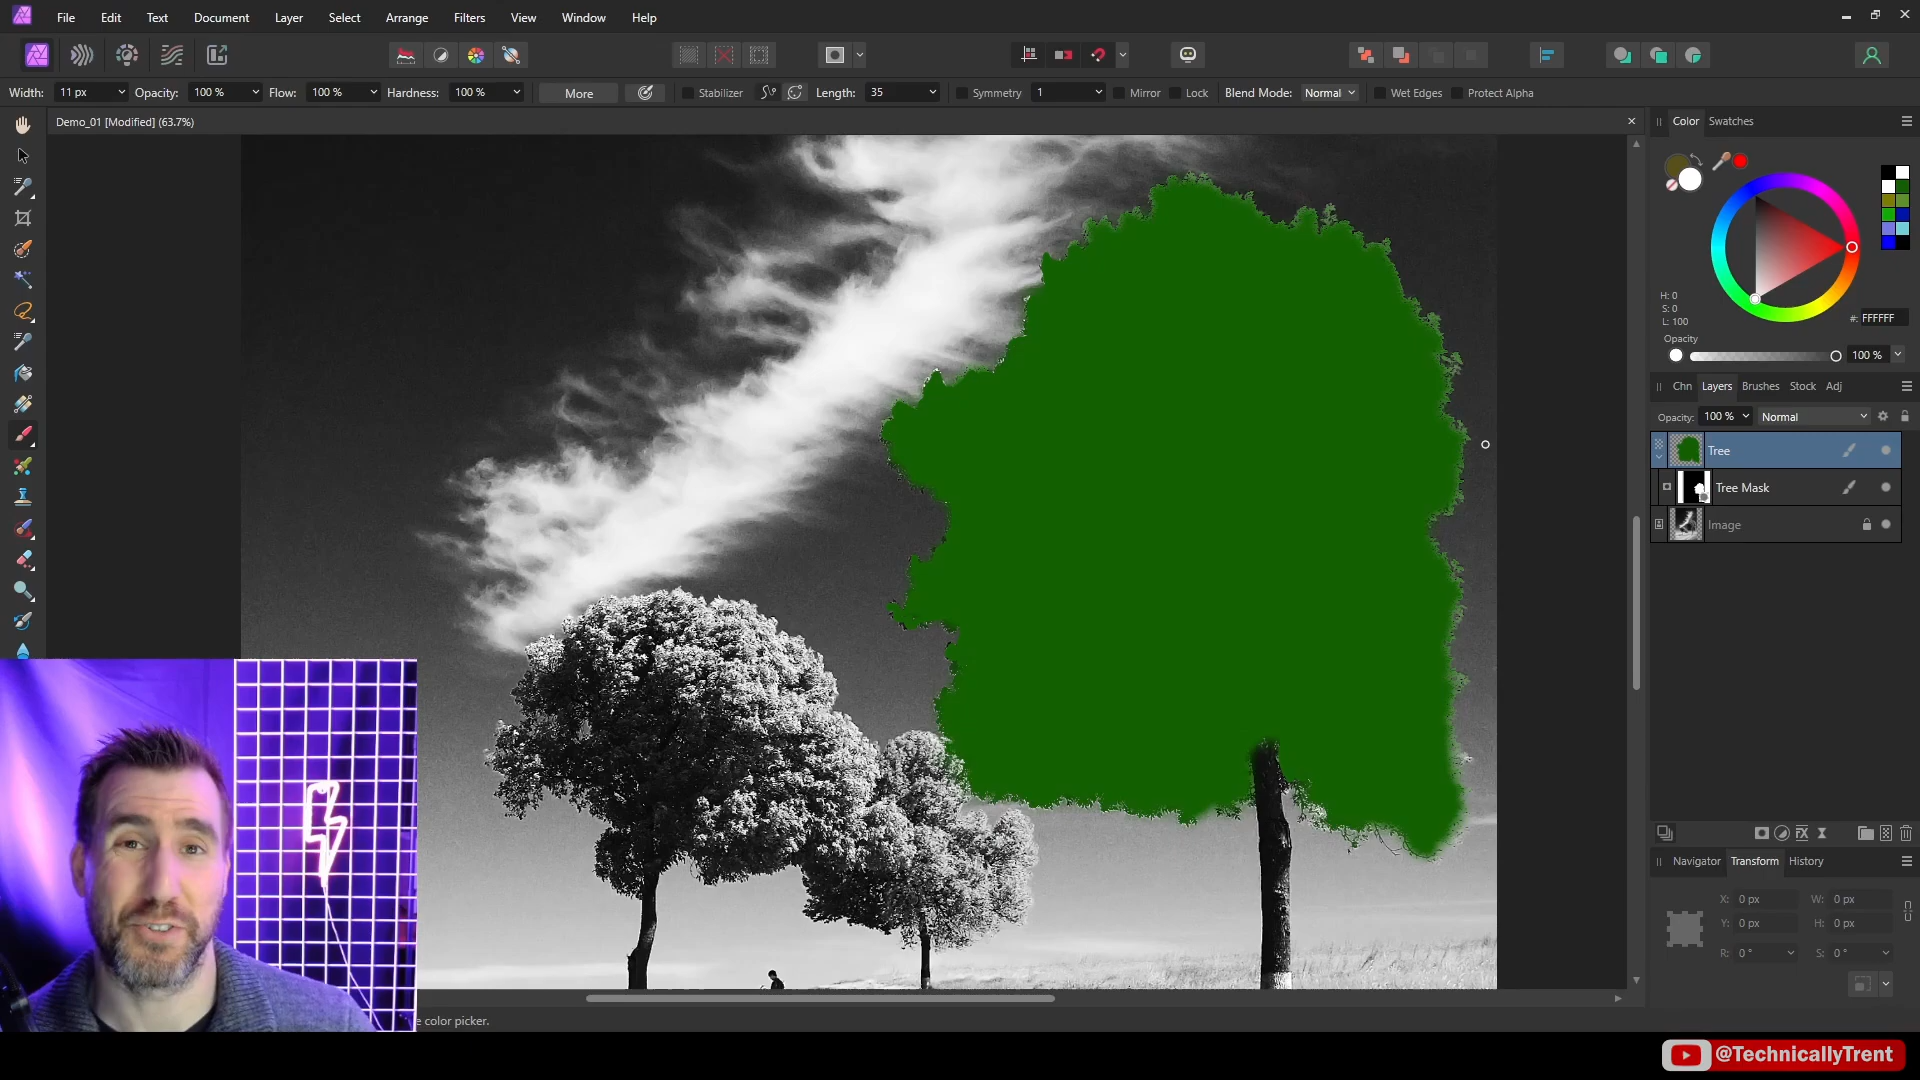 File Edit Text Document Layer Select Arrange Filters View Window Help
Width: 11 px Opacity: 100 % Flow: 100 % Hardness: 100 % More Stabilizer Length: 35 Symmetry 1 Mirror Lock Blend Mode: Normal Wet Edges Protect Alpha
Demo_01 [Modified] (63.7%)
Color Swatches
H: 0
S: 0
L: 100
#: FFFFFF
Opacity
100 %
Chn Layers Brushes Stock Adj
Opacity: 100 % Normal
Tree
Tree Mask
Image
Navigator Transform History
X: 0 px W: 0 px
Y: 0 px H: 0 px
R: 0 ° S: 0 °
color picker.
@TechnicallyTrent